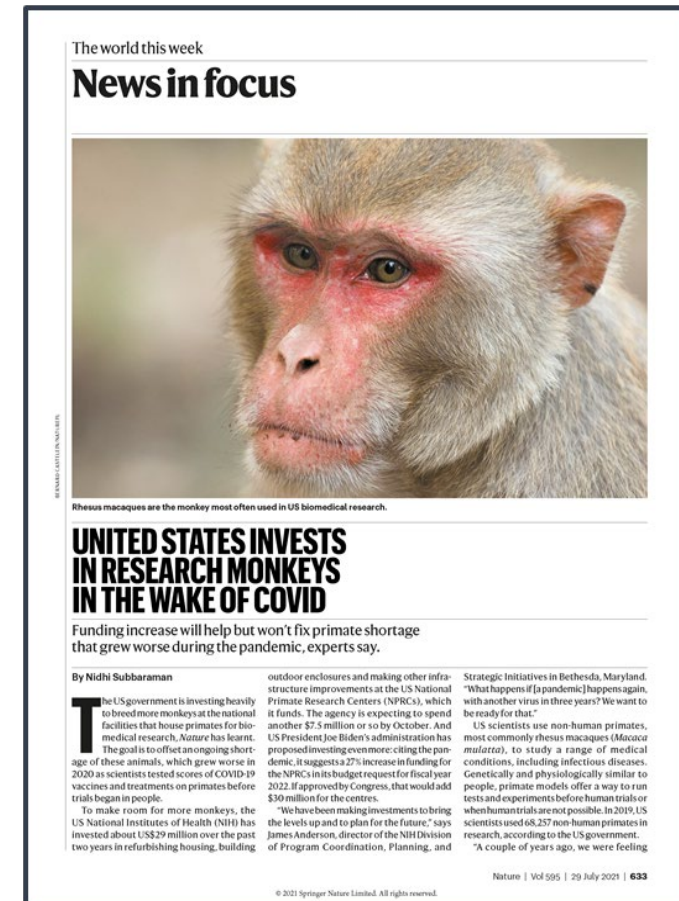 The world this week
News in focus
BERNARD CASTELEIN/NATUREPL
Rhesus macaques are the monkey most often used in US biomedical research.
UNITED STATES INVESTS
IN RESEARCH MONKEYS
IN THE WAKE OF COVID
Funding increase will help but won’t fix primate shortage
that grew worse during the pandemic, experts say.
By Nidhi Subbaraman
The US government is investing heavily
to breed more monkeys at the national
facilities that house primates for bio-
medical research, Nature has learnt.
The goal is to offset an ongoing short-
age of these animals, which grew worse in
2020 as scientists tested scores of COVID-19
vaccines and treatments on primates before
trials began in people.
To make room for more monkeys, the
US National Institutes of Health (NIH) has
invested about US$29 million over the past
two years in refurbishing housing, building
outdoor enclosures and making other infra-
structure improvements at the US National
Primate Research Centers (NPRCs), which
it funds. The agency is expecting to spend
another $7.5 million or so by October. And
US President Joe Biden’s administration has
proposed investing even more: citing the pan-
demic, it suggests a 27% increase in funding for
the NPRCs in its budget request for fiscal year
2022. If approved by Congress, that would add
$30 million for the centres.
“We have been making investments to bring
the levels up and to plan for the future,” says
James Anderson, director of the NIH Division
of Program Coordination, Planning, and
Strategic Initiatives in Bethesda, Maryland.
“What happens if [a pandemic] happens again,
with another virus in three years? We want to
be ready for that.”
US scientists use non-human primates,
most commonly rhesus macaques (Macaca
mulatta), to study a range of medical
conditions, including infectious diseases.
Genetically and physiologically similar to
people, primate models offer a way to run
tests and experiments before human trials or
when human trials are not possible. In 2019, US
scientists used 68,257 non-human primates in
research, according to the US government.
“A couple of years ago, we were feeling
Nature | Vol 595 | 29 July 2021 | 633
© 2021 Springer Nature Limited. All rights reserved.